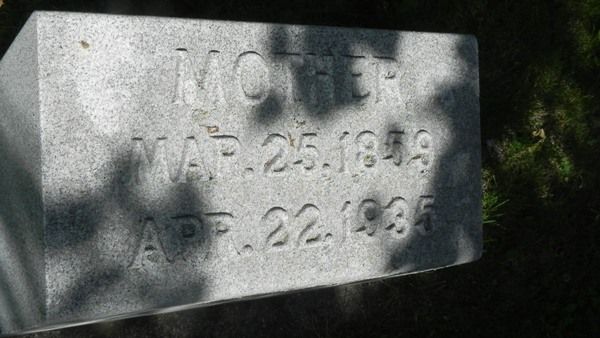 MOTHER
MAR. 25. 1859
APR. 22. 1935